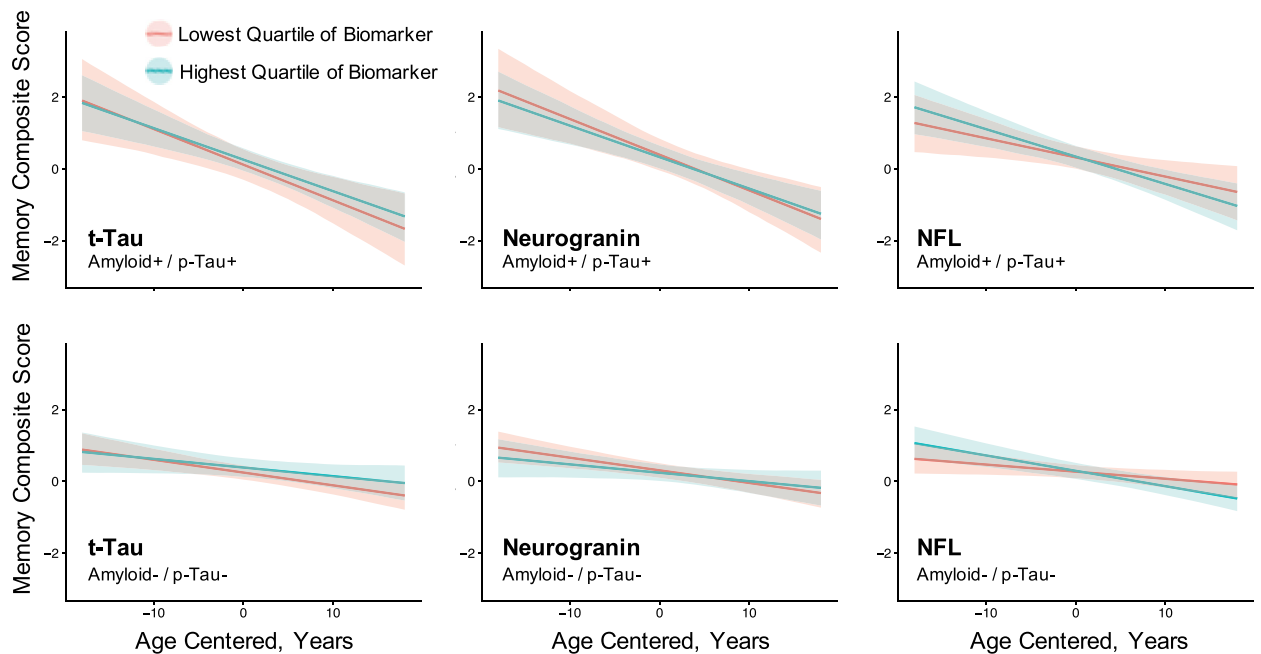 Lowest Quartile of Biomarker
Highest Quartile of Biomarker
Memory Composite Score
2
0
−2
t-Tau
Amyloid+ / p-Tau+
2
0
−2
Neurogranin
Amyloid+ / p-Tau+
2
0
−2
NFL
Amyloid+ / p-Tau+
Memory Composite Score
2
0
−2
t-Tau
Amyloid- / p-Tau-
−10 0 10
Age Centered, Years
2
0
−2
Neurogranin
Amyloid- / p-Tau-
−10 0 10
Age Centered, Years
2
0
−2
NFL
Amyloid- / p-Tau-
−10 0 10
Age Centered, Years